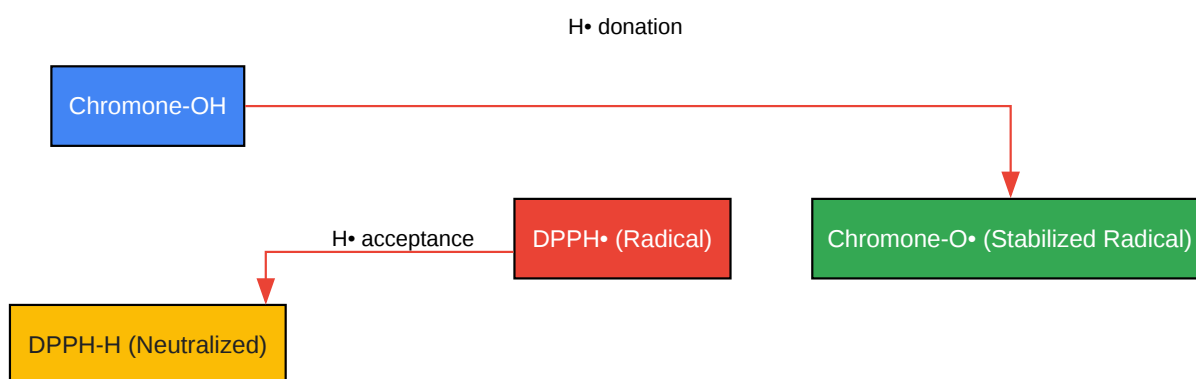 H• donation
Chromone-OH
DPPH• (Radical)
Chromone-O• (Stabilized Radical)
H• acceptance
DPPH-H (Neutralized)